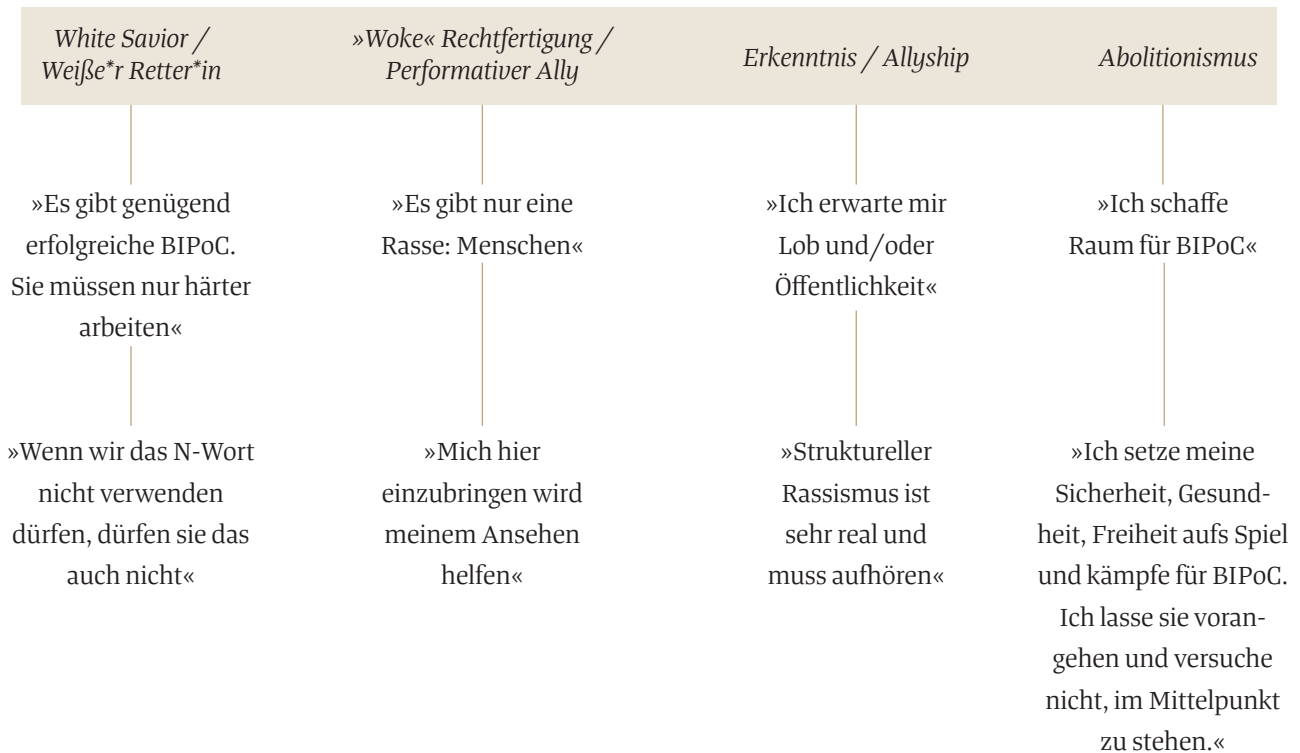 White Savior /
Weiße*r Retter*in
»Woke« Rechtfertigung /
Performativer Ally
Erkenntnis / Allyship
Abolitionismus
»Es gibt genügend
erfolgreiche BIPoC.
Sie müssen nur härter
arbeiten«
»Wenn wir das N-Wort
nicht verwenden
dürfen, dürfen sie das
auch nicht«
»Es gibt nur eine
Rasse: Menschen«
»Mich hier
einzubringen wird
meinem Ansehen
helfen«
»Ich erwarte mir
Lob und/oder
Öffentlichkeit«
»Struktureller
Rassismus ist
sehr real und
muss aufhören«
»Ich schaffe
Raum für BIPoC«
»Ich setze meine
Sicherheit, Gesund-
heit, Freiheit aufs Spiel
und kämpfe für BIPoC.
Ich lasse sie voran-
gehen und versuche
nicht, im Mittelpunkt
zu stehen.«